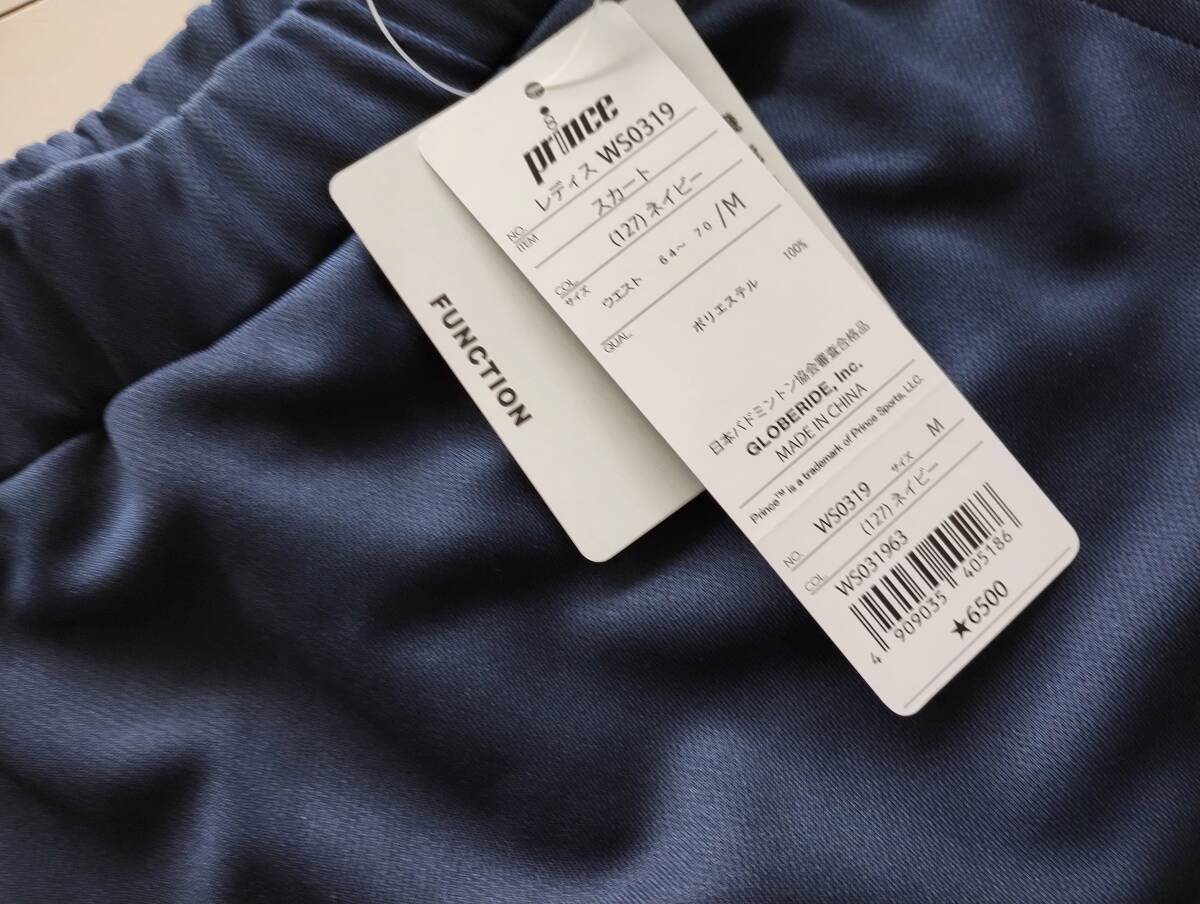 prince
NO. レディス WS0319
ITEM スカート
COL. (127) ネイビー
サイズ ウエスト 64～ 70 /M
QUAL. ポリエステル 100%
日本バドミントン協会審査合格品
GLOBERIDE, Inc.
MADE IN CHINA
Prince™ is a trademark of Prince Sports, LLC.
NO. WS0319 サイズ M
COL. (127) ネイビー
WS031963
4 909035 405186
★6500
FUNCTION